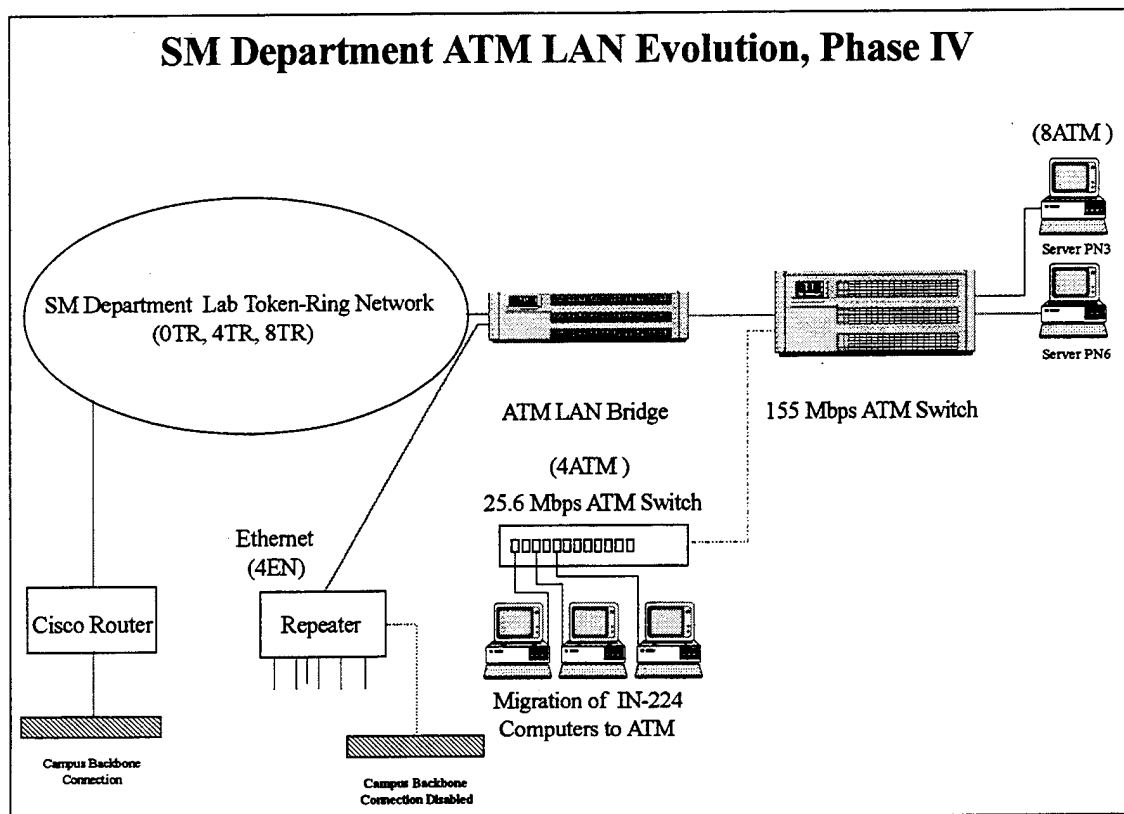 SM Department ATM LAN Evolution, Phase IV
(8ATM )
Server PN3
Server PN6
SM Department Lab Token-Ring Network
(0TR, 4TR, 8TR)
ATM LAN Bridge
155 Mbps ATM Switch
(4ATM )
25.6 Mbps ATM Switch
Ethernet
(4EN)
Cisco Router
Repeater
Migration of IN-224
Computers to ATM
Campus Backbone
Connection
Campus Backbone
Connection Disabled